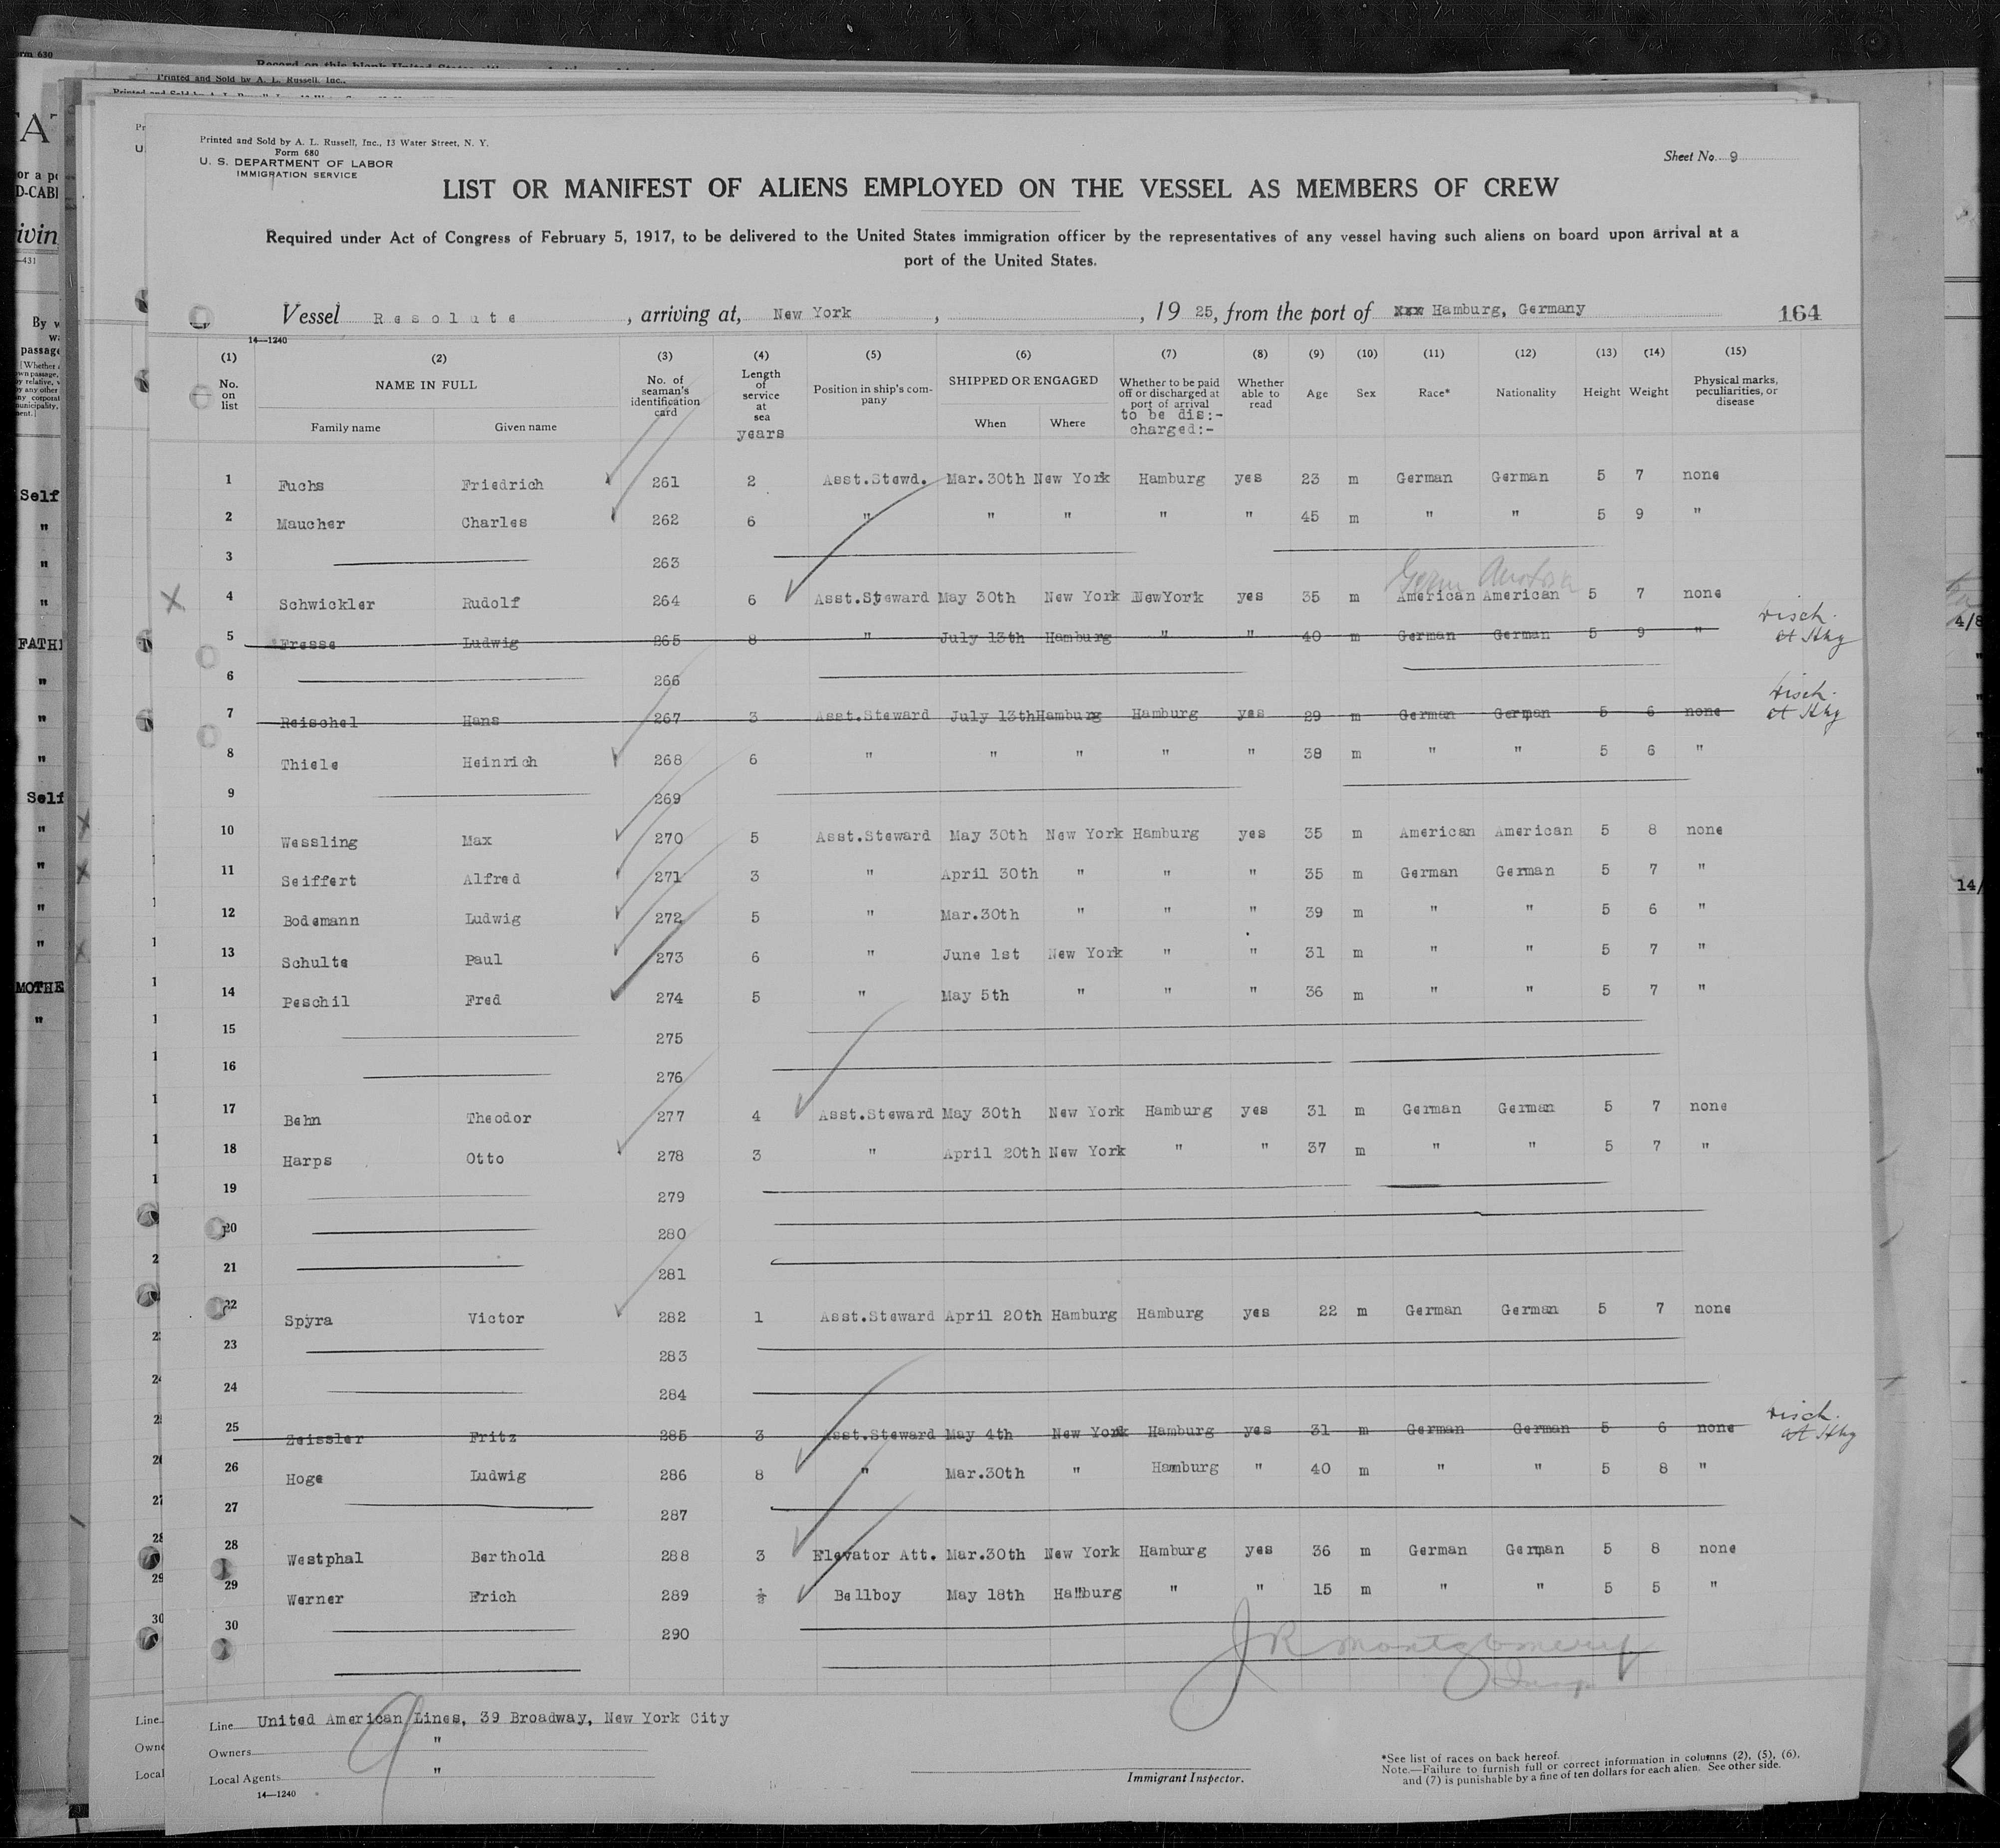 Printed and Sold by A. L. Russell, Inc., 13 Water Street, N. Y.
Form 680
U. S. DEPARTMENT OF LABOR
IMMIGRATION SERVICE
Sheet No. 9
LIST OR MANIFEST OF ALIENS EMPLOYED ON THE VESSEL AS MEMBERS OF CREW
Required under Act of Congress of February 5, 1917, to be delivered to the United States immigration officer by the representatives of any vessel having such aliens on board upon arrival at a
port of the United States.
Vessel Resolute, arriving at, New York, , 1925, from the port of xxx Hamburg, Germany 164
14—1240
(1) (2) (3) (4) (5) (6) (7) (8) (9) (10) (11) (12) (13) (14) (15)
No. on list NAME IN FULL Family name Given name No. of seaman's identification card Length of service at sea years Position in ship's company SHIPPED OR ENGAGED When Where Whether to be paid off or discharged at port of arrival to be dis:- charged:- Whether able to read Age Sex Race* Nationality Height Weight Physical marks, peculiarities, or disease
1 Fuchs Friedrich 261 2 Asst.Stewd. Mar.30th New York Hamburg yes 23 m German German 5 7 none
2 Maucher Charles 262 6 " " " " " 45 m " " 5 9 "
3 263
Germ Austria
X 4 Schwickler Rudolf 264 6 Asst.Steward May 30th New York NewYork yes 35 m American American 5 7 none
5 Fresse Ludwig 265 8 " July 13th Hamburg " " 40 m German German 5 9 " disch. at Hbg
6 266
7 Reischel Hans 267 3 Asst.Steward July 13th Hamburg Hamburg yes 29 m German German 5 6 none disch. at Hbg
8 Thiele Heinrich 268 6 " " " " " 38 m " " 5 6 "
9 269
10 Wessling Max 270 5 Asst.Steward May 30th New York Hamburg yes 35 m American American 5 8 none
11 Seiffert Alfred 271 3 " April 30th " " " 35 m German German 5 7 "
12 Bodemann Ludwig 272 5 " Mar.30th " " " 39 m " " 5 6 "
13 Schulte Paul 273 6 " June 1st New York " " 31 m " " 5 7 "
14 Peschil Fred 274 5 " May 5th " " " 36 m " " 5 7 "
15 275
16 276
17 Behn Theodor 277 4 Asst.Steward May 30th New York Hamburg yes 31 m German German 5 7 none
18 Harps Otto 278 3 " April 20th New York " " 37 m " " 5 7 "
19 279
20 280
21 281
22 Spyra Victor 282 1 Asst.Steward April 20th Hamburg Hamburg yes 22 m German German 5 7 none
23 283
24 284
25 Zeissler Fritz 285 3 Asst.Steward May 4th New York Hamburg yes 31 m German German 5 6 none disch. at Hbg
26 Hoge Ludwig 286 8 " Mar.30th " Hamburg " 40 m " " 5 8 "
27 287
28 Westphal Berthold 288 3 Elevator Att. Mar.30th New York Hamburg yes 36 m German German 5 8 none
29 Werner Erich 289 ½ Bellboy May 18th Hamburg " " 15 m " " 5 5 "
30 290
J R Montgomery
Insp
Line United American Lines, 39 Broadway, New York City
Owners "
Local Agents "
14—1240
9
Immigrant Inspector.
*See list of races on back hereof.
Note.—Failure to furnish full or correct information in columns (2), (5), (6),
and (7) is punishable by a fine of ten dollars for each alien. See other side.